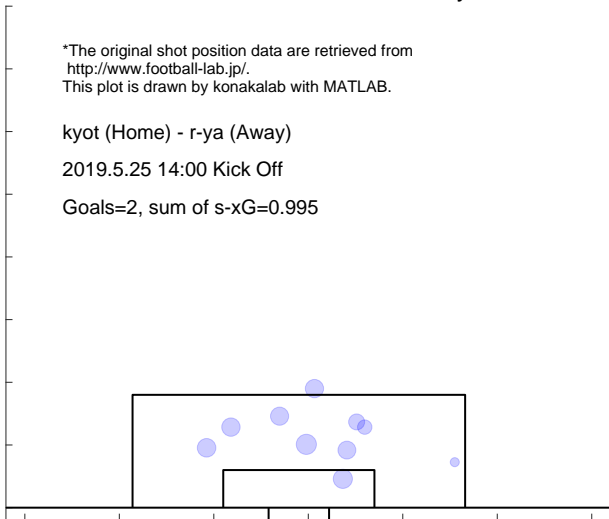 *The original shot position data are retrieved from
http://www.football-lab.jp/.
This plot is drawn by konakalab with MATLAB.
kyot (Home) - r-ya (Away)
2019.5.25 14:00 Kick Off
Goals=2, sum of s-xG=0.995